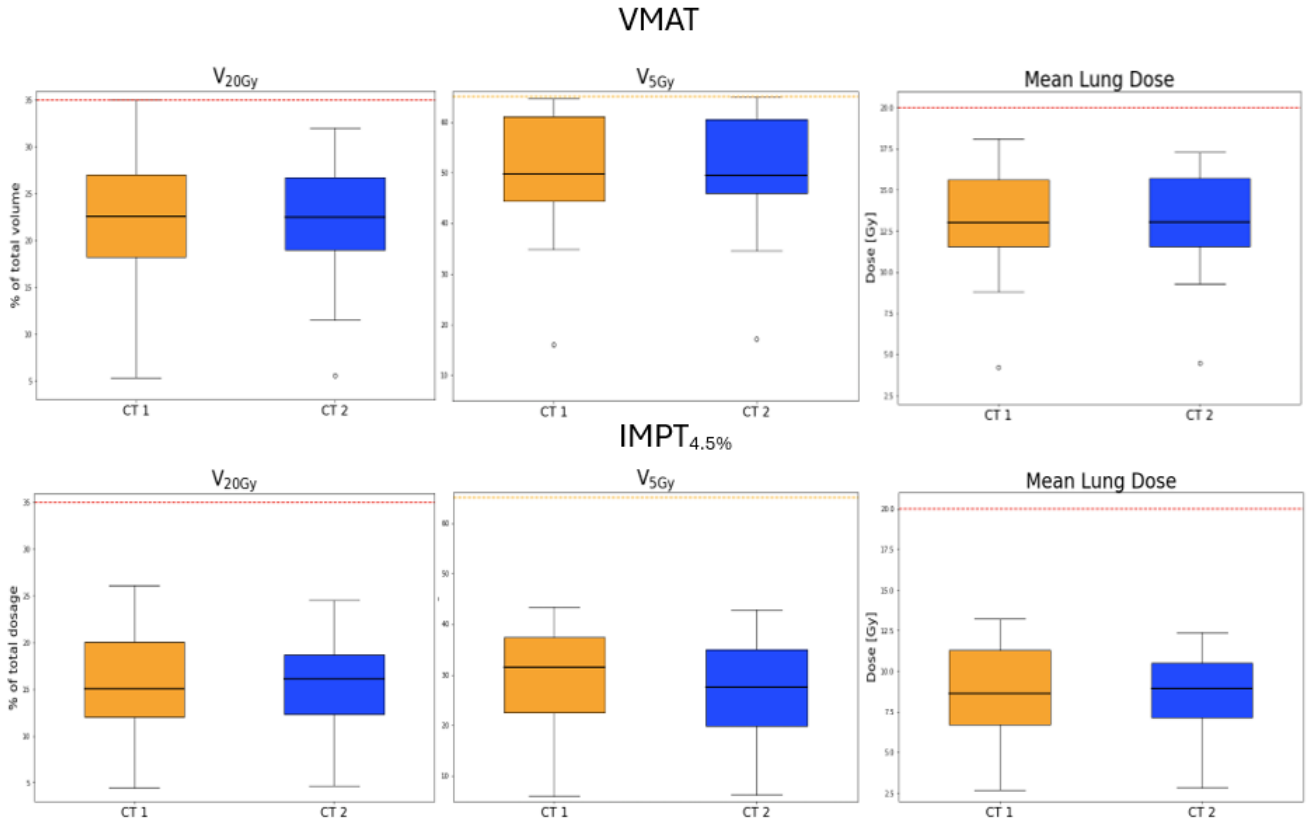 VMAT
V20Gy
V5Gy
Mean Lung Dose
% of total volume
35
30
25
20
15
10
5
CT 1
CT 2
60
50
40
30
20
10
CT 1
CT 2
Dose [Gy]
20.0
17.5
15.0
12.5
10.0
7.5
5.0
2.5
CT 1
CT 2
IMPT4.5%
V20Gy
V5Gy
Mean Lung Dose
% of total dosage
35
30
25
20
15
10
5
CT 1
CT 2
60
50
40
30
20
10
CT 1
CT 2
Dose [Gy]
20.0
17.5
15.0
12.5
10.0
7.5
5.0
2.5
CT 1
CT 2